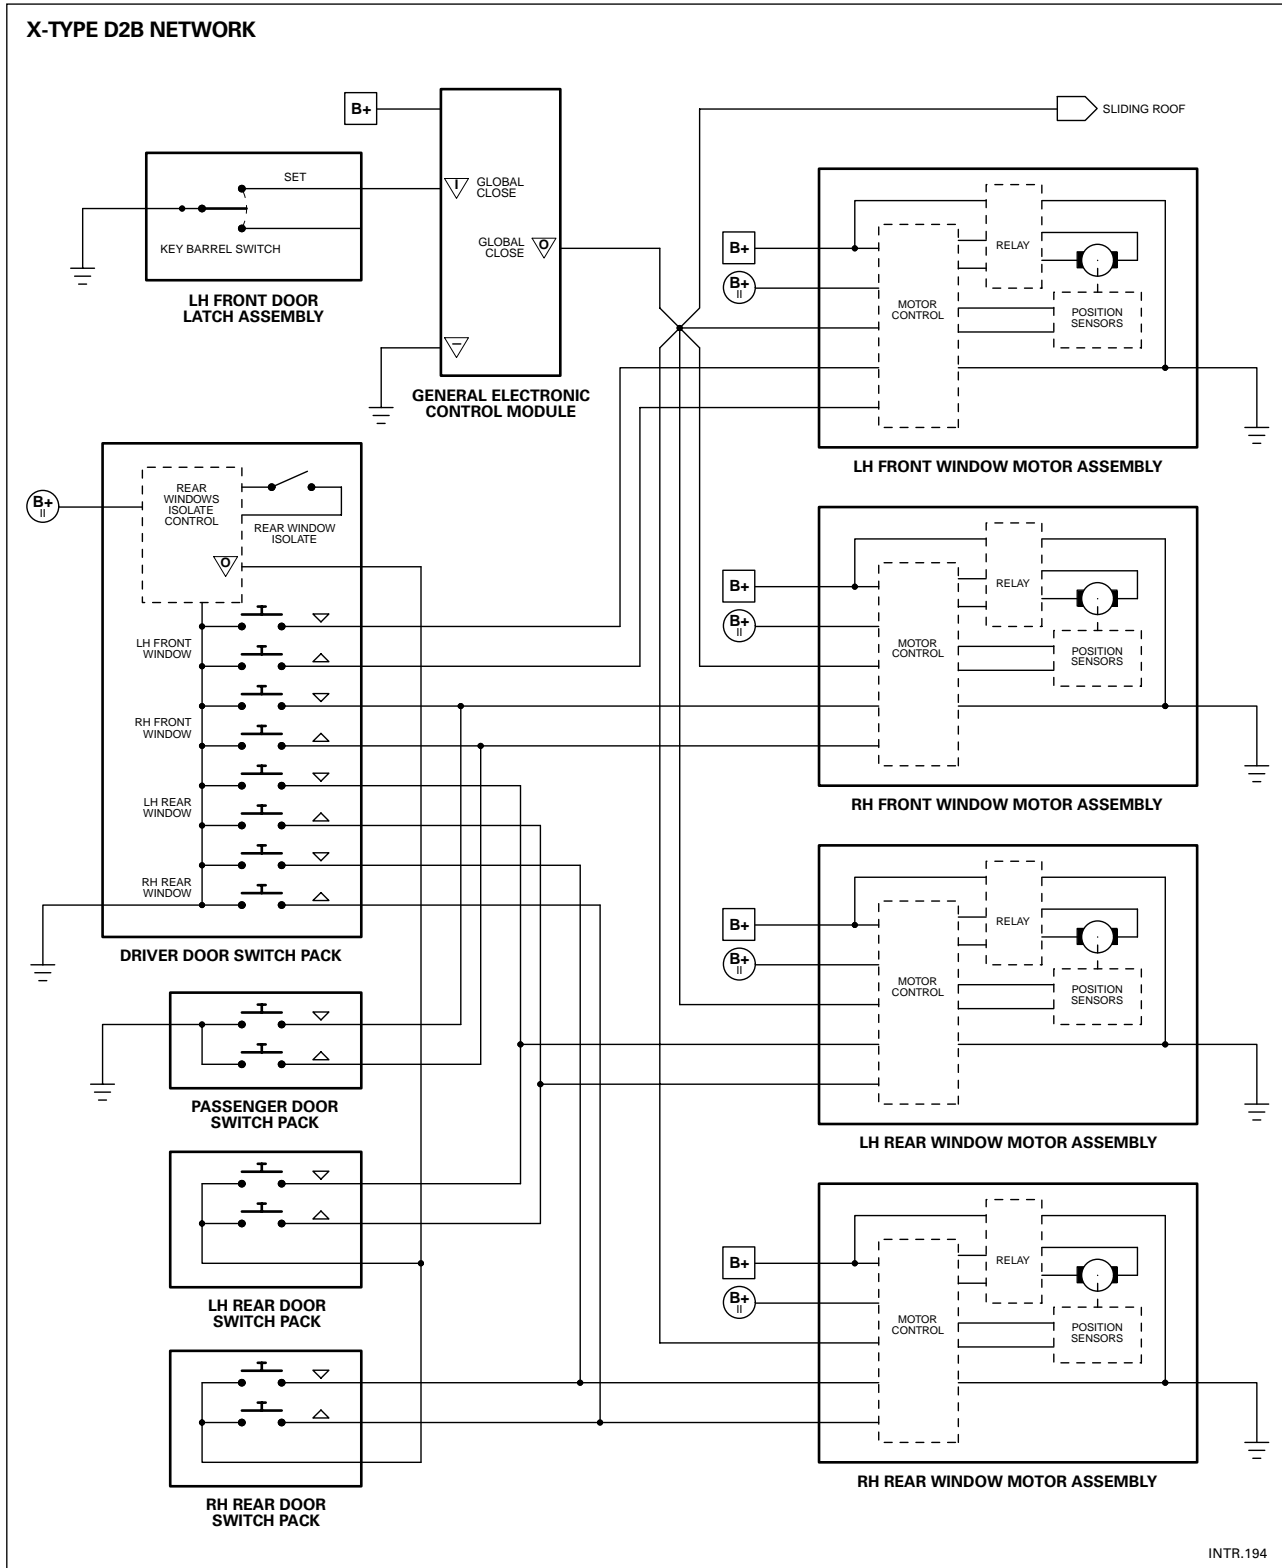 X-TYPE D2B NETWORK
B+
SLIDING ROOF
SET
KEY BARREL SWITCH
LH FRONT DOOR
LATCH ASSEMBLY
I
GLOBAL
CLOSE
GLOBAL
CLOSE
O
GENERAL ELECTRONIC
CONTROL MODULE
B+
B+
II
MOTOR
CONTROL
RELAY
POSITION
SENSORS
LH FRONT WINDOW MOTOR ASSEMBLY
B+
II
REAR
WINDOWS
ISOLATE
CONTROL
O
REAR WINDOW
ISOLATE
LH FRONT
WINDOW
RH FRONT
WINDOW
LH REAR
WINDOW
RH REAR
WINDOW
DRIVER DOOR SWITCH PACK
B+
B+
II
MOTOR
CONTROL
RELAY
POSITION
SENSORS
RH FRONT WINDOW MOTOR ASSEMBLY
PASSENGER DOOR
SWITCH PACK
B+
B+
II
MOTOR
CONTROL
RELAY
POSITION
SENSORS
LH REAR WINDOW MOTOR ASSEMBLY
LH REAR DOOR
SWITCH PACK
B+
B+
II
MOTOR
CONTROL
RELAY
POSITION
SENSORS
RH REAR WINDOW MOTOR ASSEMBLY
RH REAR DOOR
SWITCH PACK
INTR.194